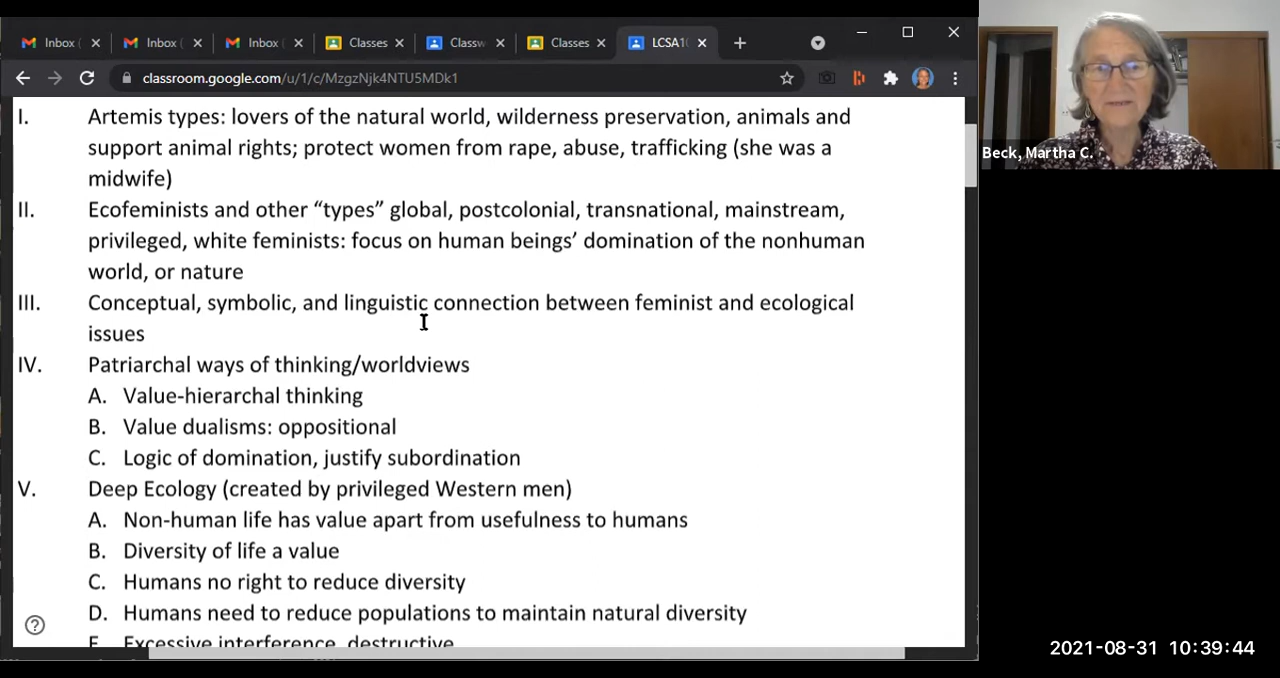 Inbox (
Inbox (
Inbox (
Classes
Classw
Classes
LCSA1
classroom.google.com/u/1/c/MzgzNjk4NTU5MDk1
I. Artemis types: lovers of the natural world, wilderness preservation, animals and
support animal rights; protect women from rape, abuse, trafficking (she was a
midwife)
II. Ecofeminists and other “types” global, postcolonial, transnational, mainstream,
privileged, white feminists: focus on human beings’ domination of the nonhuman
world, or nature
III. Conceptual, symbolic, and linguistic connection between feminist and ecological
issues
IV. Patriarchal ways of thinking/worldviews
A. Value-hierarchal thinking
B. Value dualisms: oppositional
C. Logic of domination, justify subordination
V. Deep Ecology (created by privileged Western men)
A. Non-human life has value apart from usefulness to humans
B. Diversity of life a value
C. Humans no right to reduce diversity
D. Humans need to reduce populations to maintain natural diversity
E. Excessive interference, destructive
Beck, Martha C.
2021-08-31 10:39:44